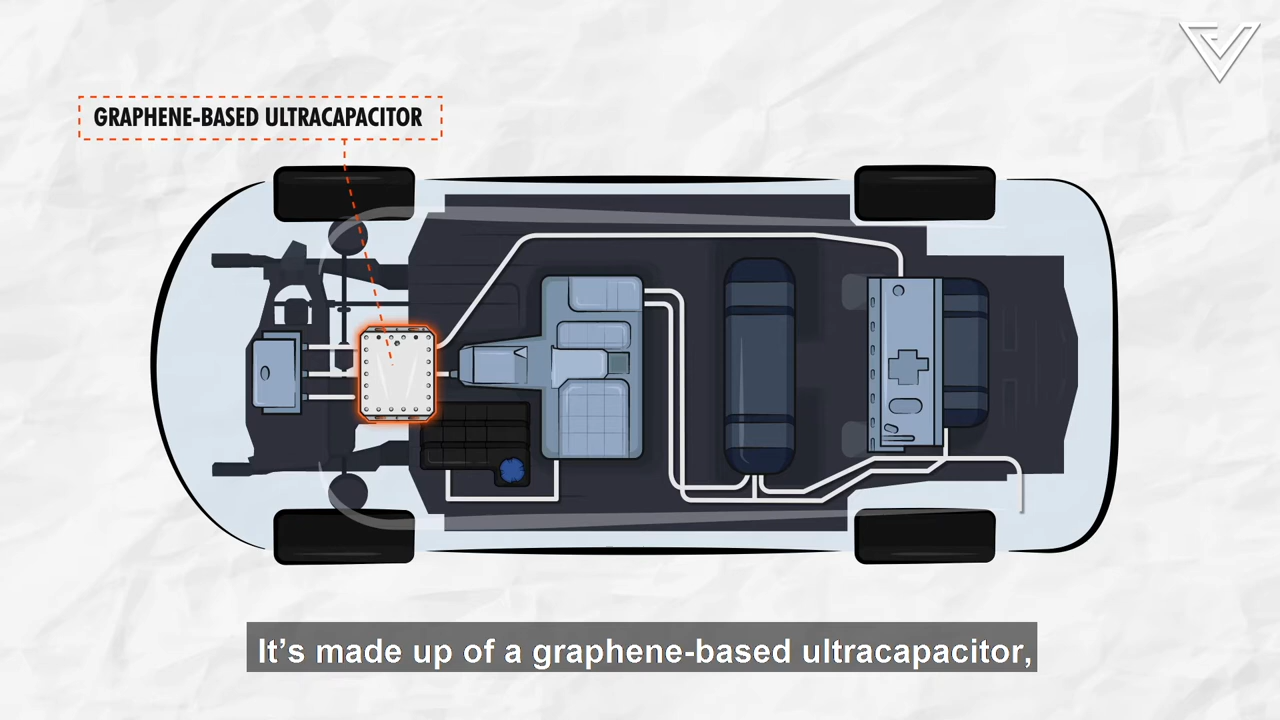 GRAPHENE-BASED ULTRACAPACITOR
It’s made up of a graphene-based ultracapacitor,